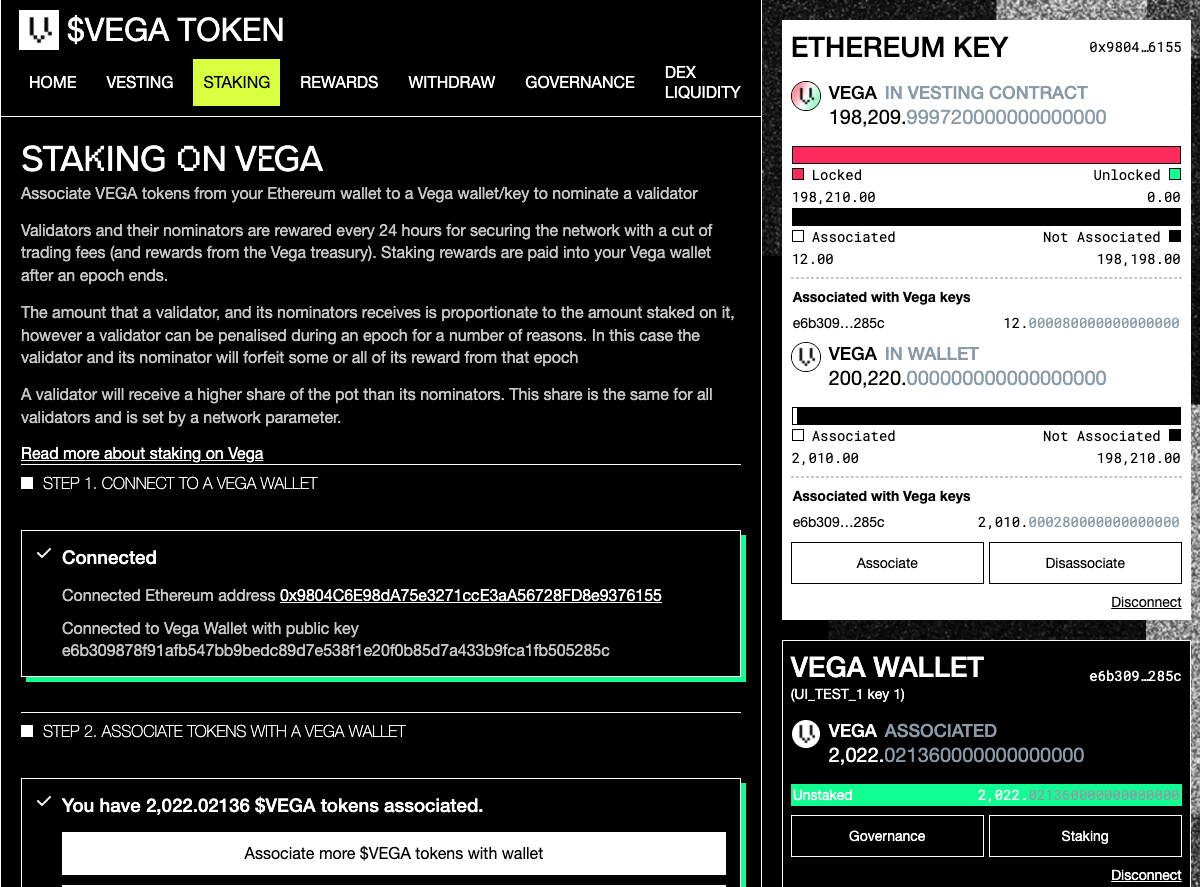 $VEGA TOKEN
HOME VESTING STAKING REWARDS WITHDRAW GOVERNANCE DEX LIQUIDITY
STAKING ON VEGA
Associate VEGA tokens from your Ethereum wallet to a Vega wallet/key to nominate a validator
Validators and their nominators are rewared every 24 hours for securing the network with a cut of
trading fees (and rewards from the Vega treasury). Staking rewards are paid into your Vega wallet
after an epoch ends.
The amount that a validator, and its nominators receives is proportionate to the amount staked on it,
however a validator can be penalised during an epoch for a number of reasons. In this case the
validator and its nominator will forfeit some or all of its reward from that epoch
A validator will receive a higher share of the pot than its nominators. This share is the same for all
validators and is set by a network parameter.
Read more about staking on Vega
STEP 1. CONNECT TO A VEGA WALLET
Connected
Connected Ethereum address 0x9804C6E98dA75e3271ccE3aA56728FD8e9376155
Connected to Vega Wallet with public key
e6b309878f91afb547bb9bedc89d7e538f1e20f0b85d7a433b9fca1fb505285c
STEP 2. ASSOCIATE TOKENS WITH A VEGA WALLET
You have 2,022.02136 $VEGA tokens associated.
Associate more $VEGA tokens with wallet
ETHEREUM KEY 0x9804…6155
VEGA IN VESTING CONTRACT
198,209.999720000000000000
Locked Unlocked
198,210.00 0.00
Associated Not Associated
12.00 198,198.00
Associated with Vega keys
e6b309…285c 12.000080000000000000
VEGA IN WALLET
200,220.000000000000000000
Associated Not Associated
2,010.00 198,210.00
Associated with Vega keys
e6b309…285c 2,010.000280000000000000
Associate Disassociate
Disconnect
VEGA WALLET e6b309…285c
(UI_TEST_1 key 1)
VEGA ASSOCIATED
2,022.021360000000000000
Unstaked 2,022.021360000000000000
Governance Staking
Disconnect